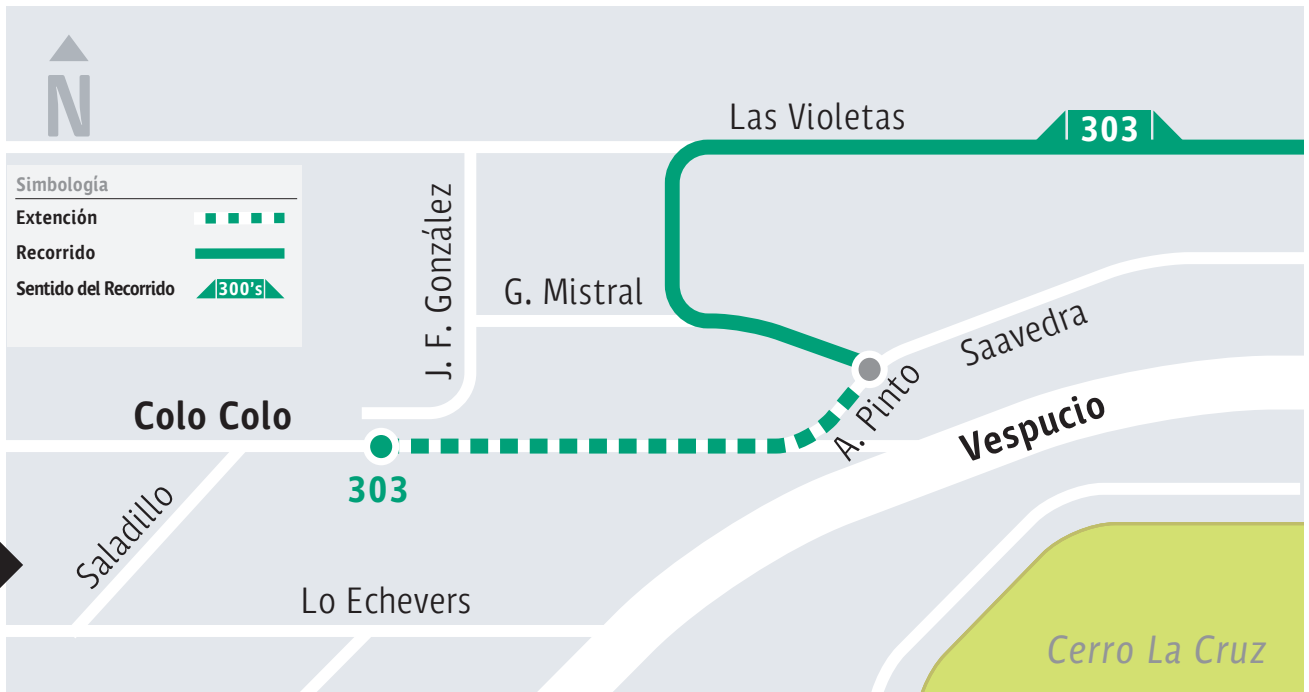 N
Las Violetas
303
Simbología
Extención
Recorrido
Sentido del Recorrido
300's
J. F. González
G. Mistral
Saavedra
A. Pinto
Colo Colo
Vespucio
303
Saladillo
Lo Echevers
Cerro La Cruz